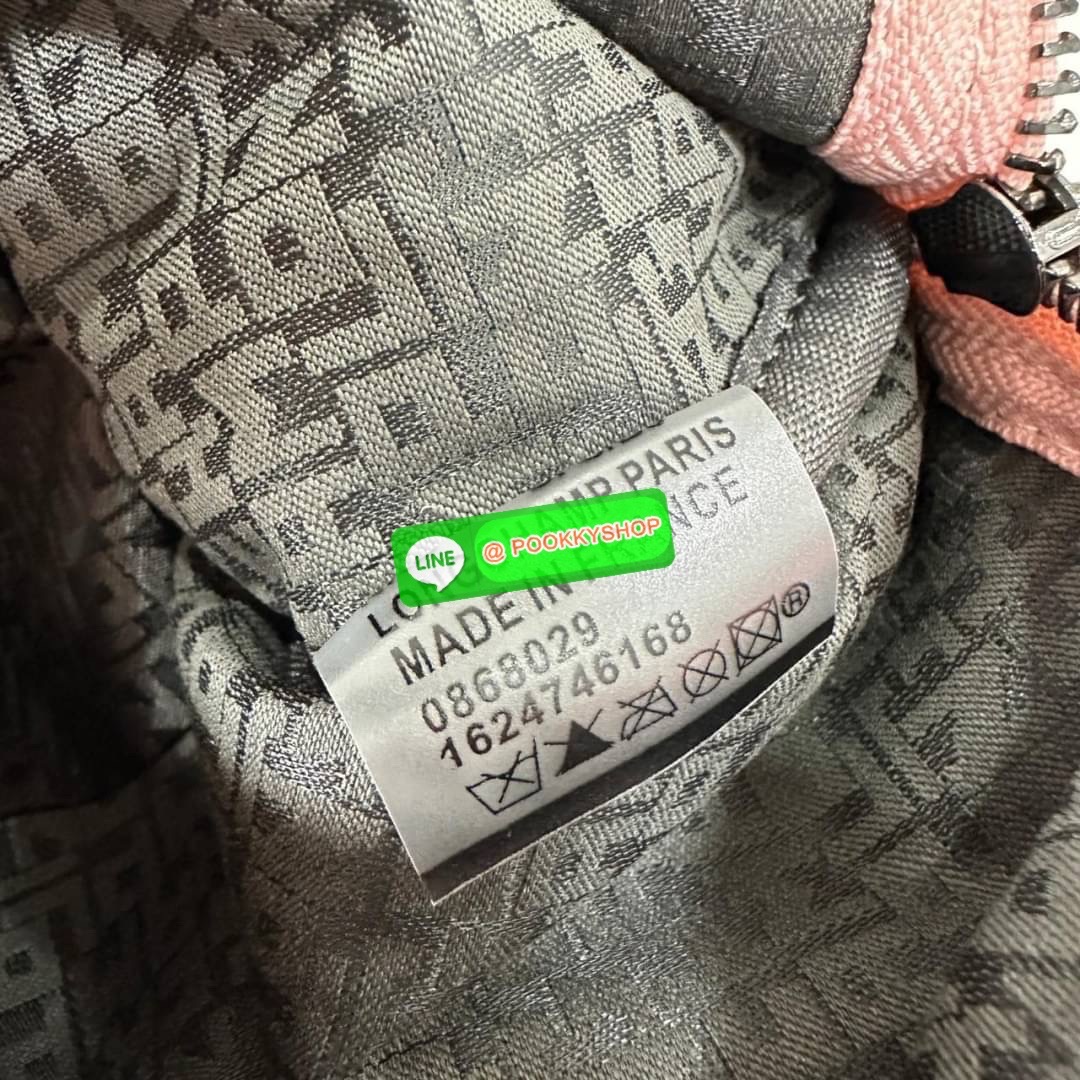 PARIS
LINE @ POOKKYSHOP
MADE IN
0868029
1624746168
®